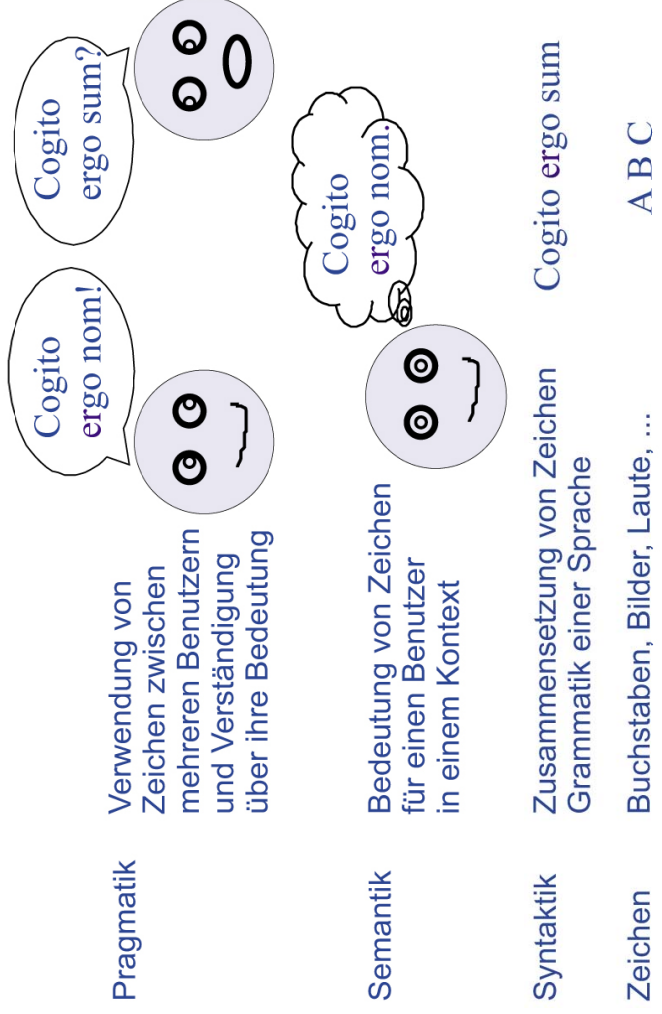 Pragmatik
Verwendung von
Zeichen zwischen
mehreren Benutzern
und Verständigung
über ihre Bedeutung
Cogito
ergo nom!
Cogito
ergo sum?
Semantik
Bedeutung von Zeichen
für einen Benutzer
in einem Kontext
Cogito
ergo nom.
Syntaktik
Zusammensetzung von Zeichen
Grammatik einer Sprache
Cogito ergo sum
Zeichen
Buchstaben, Bilder, Laute, ...
A B C